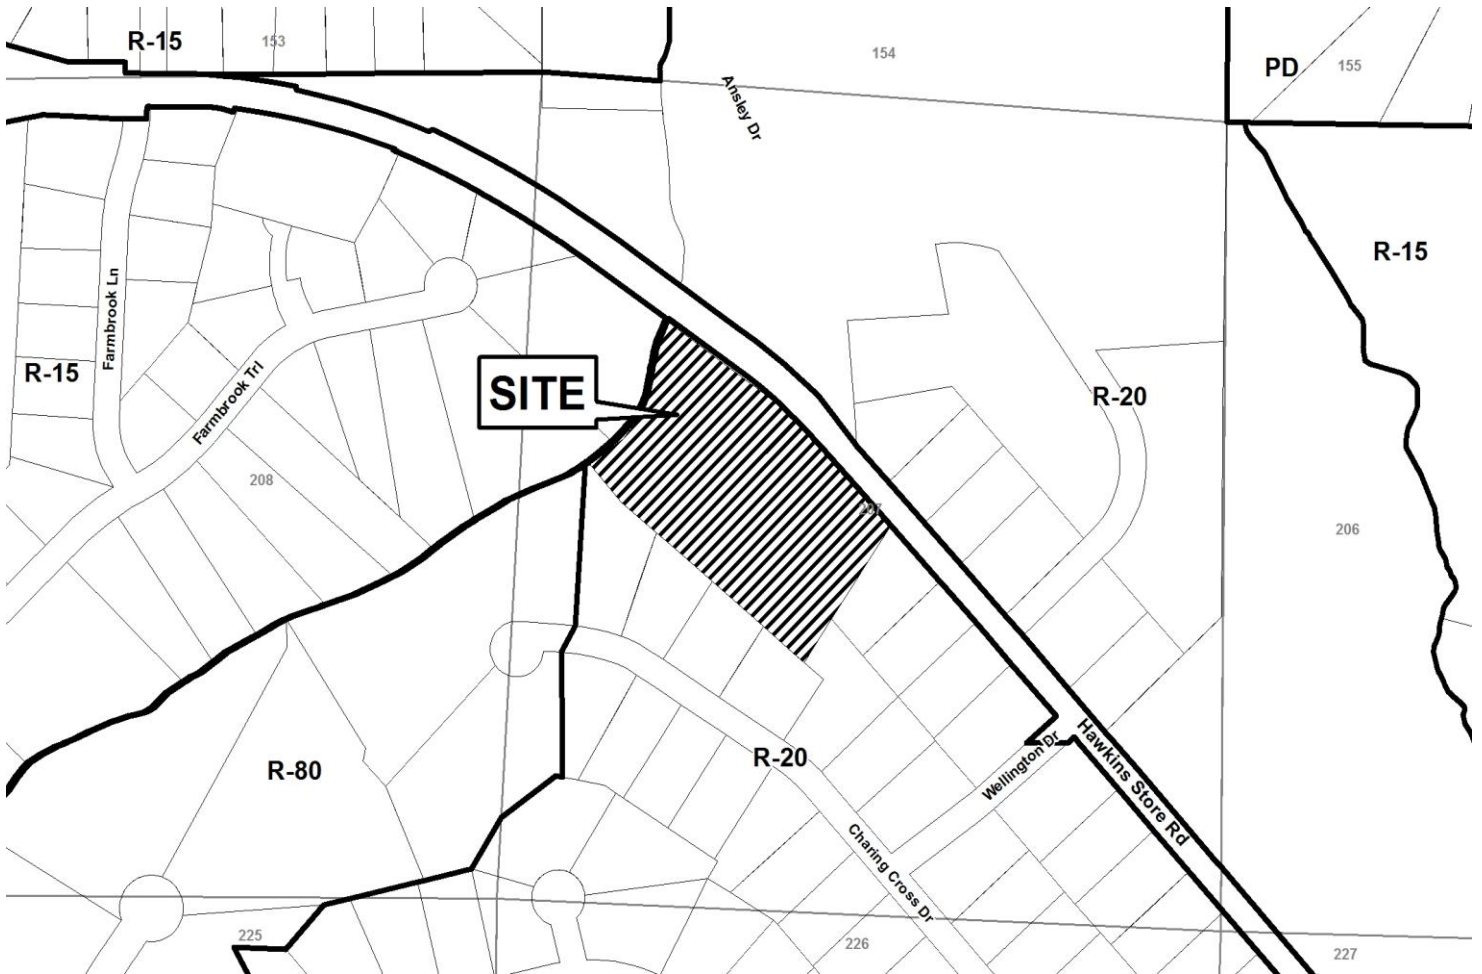 R-15
153
154
PD
155
Ansley Dr
R-15
Farmbrook Ln
R-15
Farmbrook Trl
SITE
R-20
208
207
206
R-80
R-20
Wellington Dr
Hawkins Store Rd
Charing Cross Dr
225
226
227